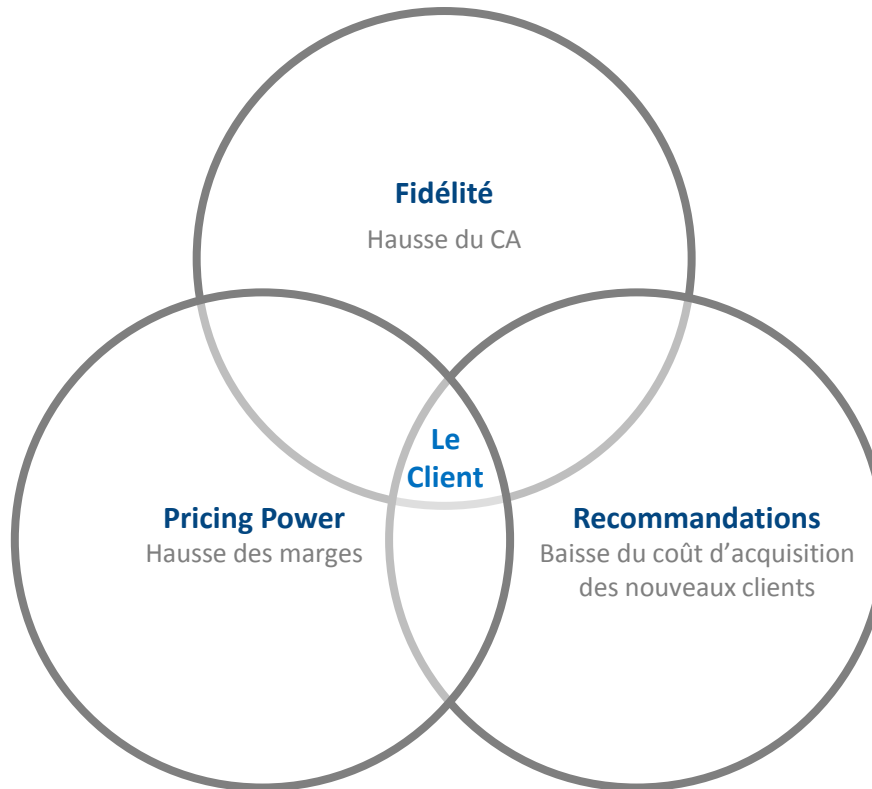 Fidélité
Hausse du CA
Le
Client
Pricing Power
Hausse des marges
Recommandations
Baisse du coût d’acquisition
des nouveaux clients